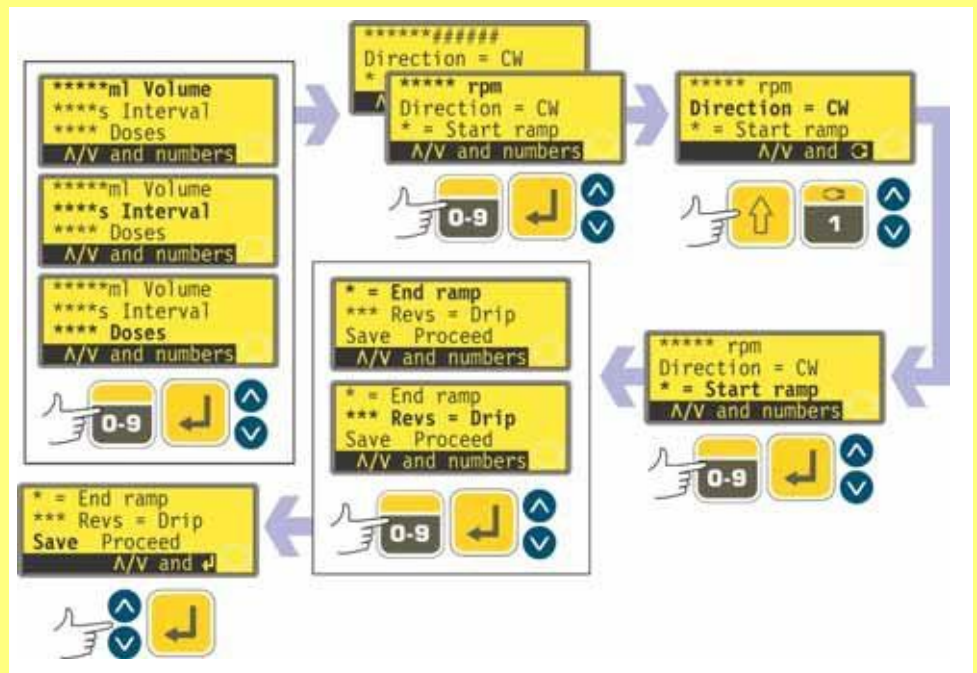 *****ml Volume
****s Interval
**** Doses
∧/∨ and numbers
*****ml Volume
****s Interval
**** Doses
∧/∨ and numbers
*****ml Volume
****s Interval
**** Doses
∧/∨ and numbers
0-9
******######
Direction = CW
*
***** rpm
Direction = CW
* = Start ramp
∧/∨ and numbers
0-9
***** rpm
Direction = CW
* = Start ramp
∧/∨ and
1
***** rpm
Direction = CW
* = Start ramp
∧/∨ and numbers
0-9
* = End ramp
*** Revs = Drip
Save Proceed
∧/∨ and numbers
* = End ramp
*** Revs = Drip
Save Proceed
∧/∨ and numbers
0-9
* = End ramp
*** Revs = Drip
Save Proceed
∧/∨ and ↵